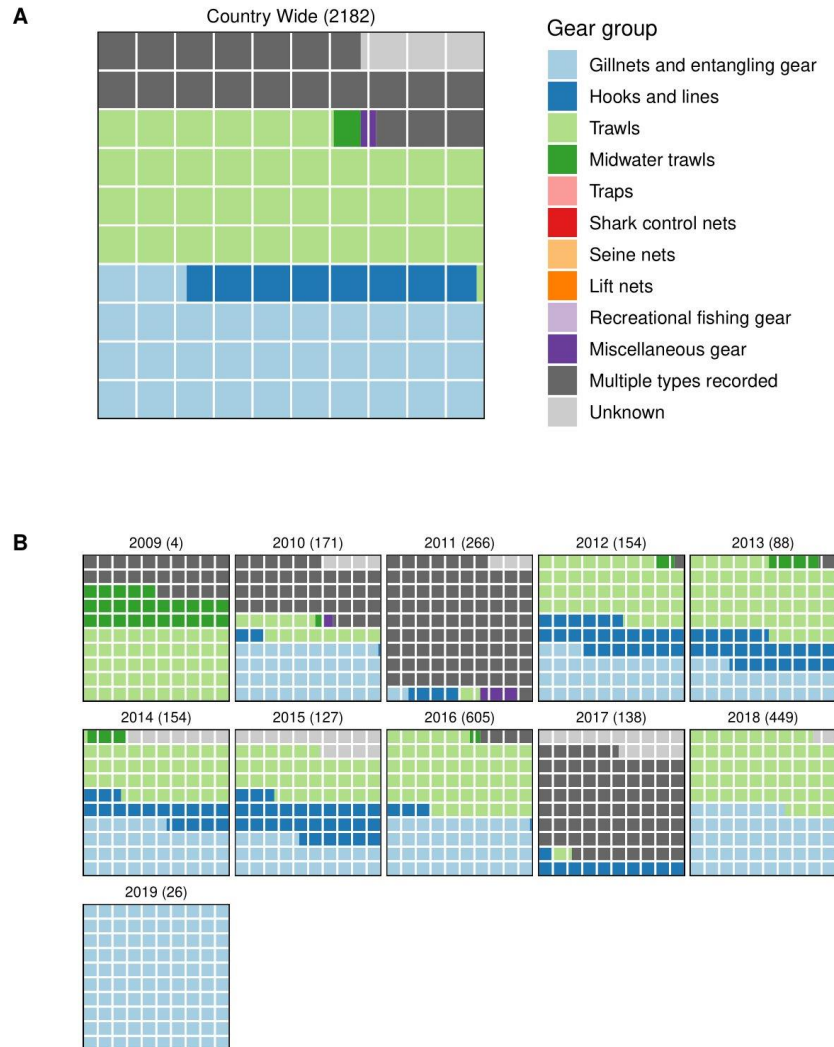 A
Country Wide (2182)
Gear group
Gillnets and entangling gear
Hooks and lines
Trawls
Midwater trawls
Traps
Shark control nets
Seine nets
Lift nets
Recreational fishing gear
Miscellaneous gear
Multiple types recorded
Unknown
B
2009 (4)
2010 (171)
2011 (266)
2012 (154)
2013 (88)
2014 (154)
2015 (127)
2016 (605)
2017 (138)
2018 (449)
2019 (26)